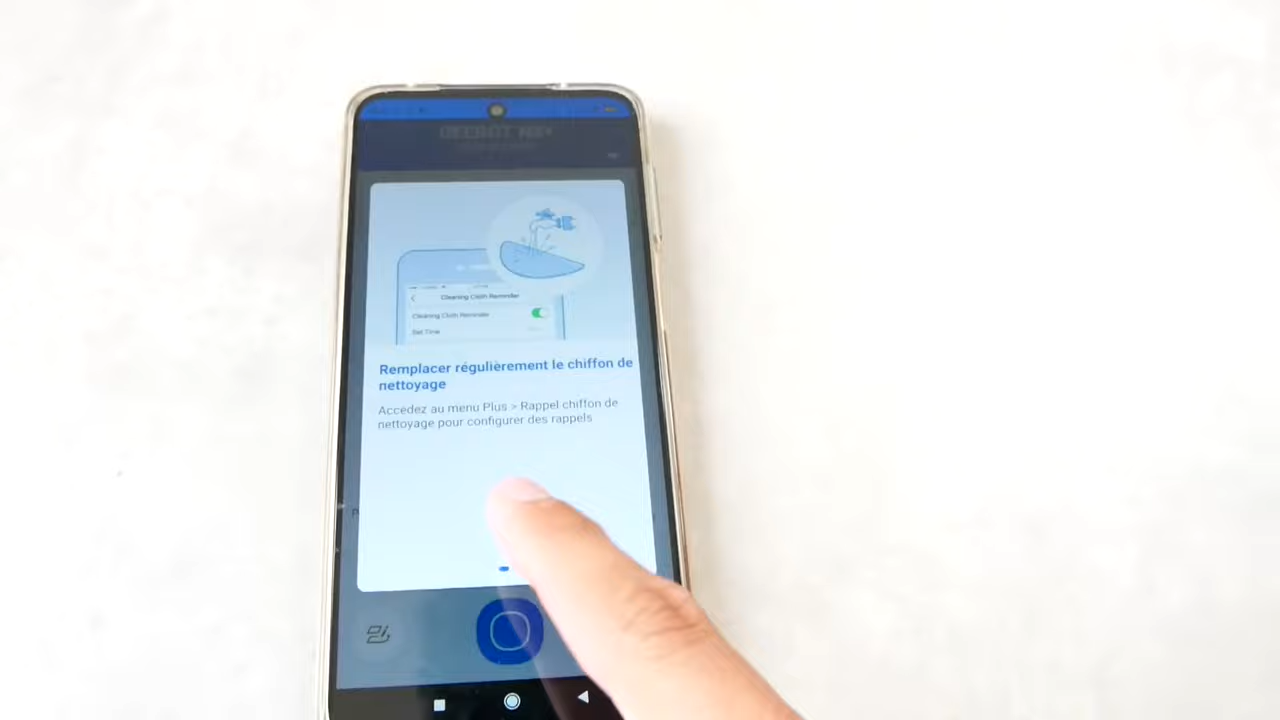 Cleaning Cloth Reminder
Cleaning Cloth Reminder
Set Time
Remplacer régulièrement le chiffon de
nettoyage
Accédez au menu Plus > Rappel chiffon de
nettoyage pour configurer des rappels